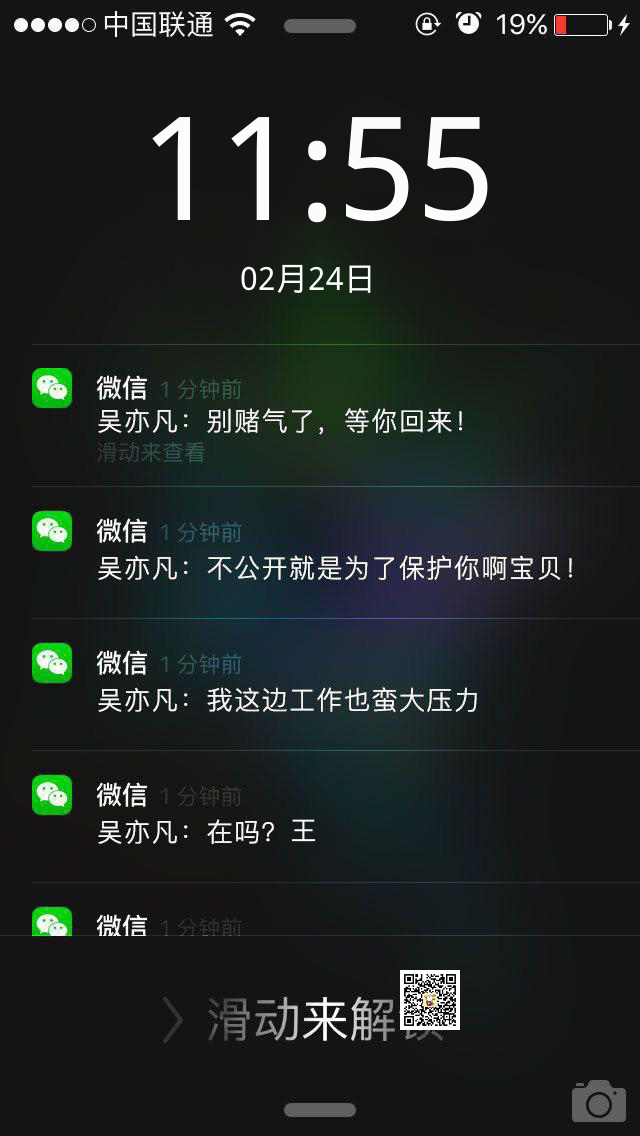 中国联通 19%
11:55
02月24日
微信 1 分钟前
吴亦凡：别赌气了，等你回来！
滑动来查看
微信 1 分钟前
吴亦凡：不公开就是为了保护你啊宝贝！
微信 1 分钟前
吴亦凡：我这边工作也蛮大压力
微信 1 分钟前
吴亦凡：在吗？王
微信 1 分钟前
滑动来解